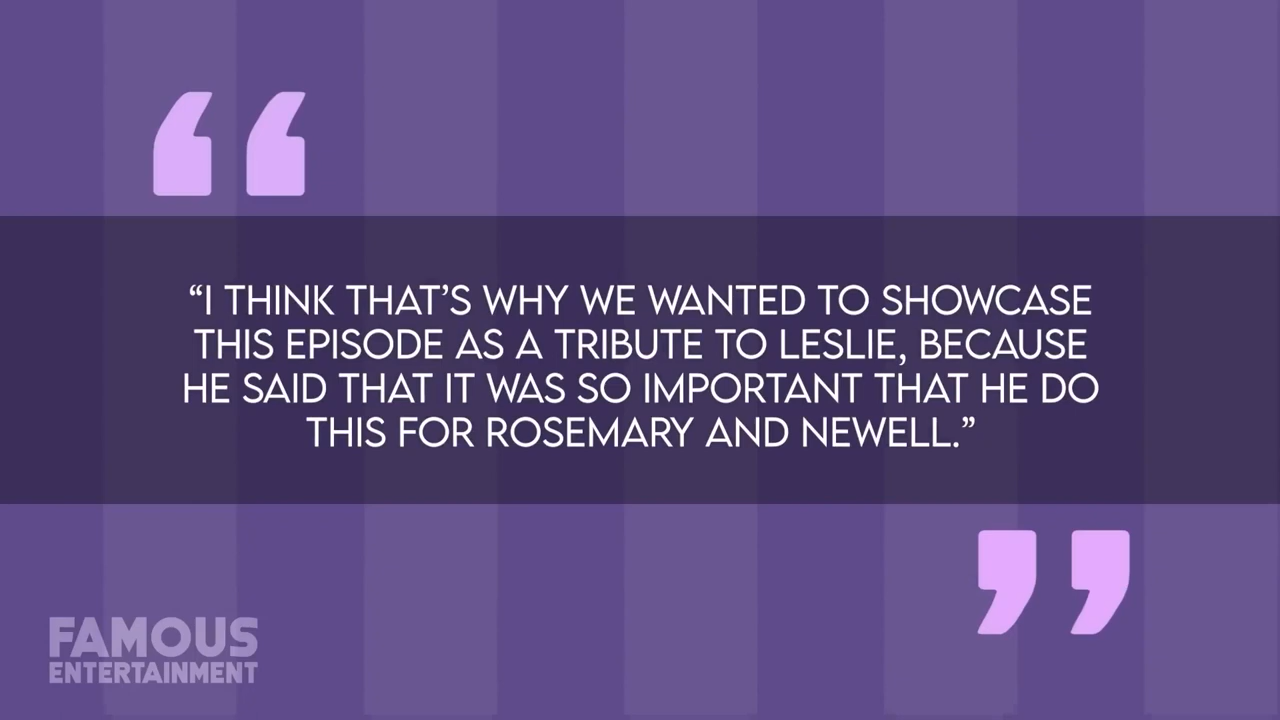 “I THINK THAT’S WHY WE WANTED TO SHOWCASE
THIS EPISODE AS A TRIBUTE TO LESLIE, BECAUSE
HE SAID THAT IT WAS SO IMPORTANT THAT HE DO
THIS FOR ROSEMARY AND NEWELL.”
FAMOUS
ENTERTAINMENT